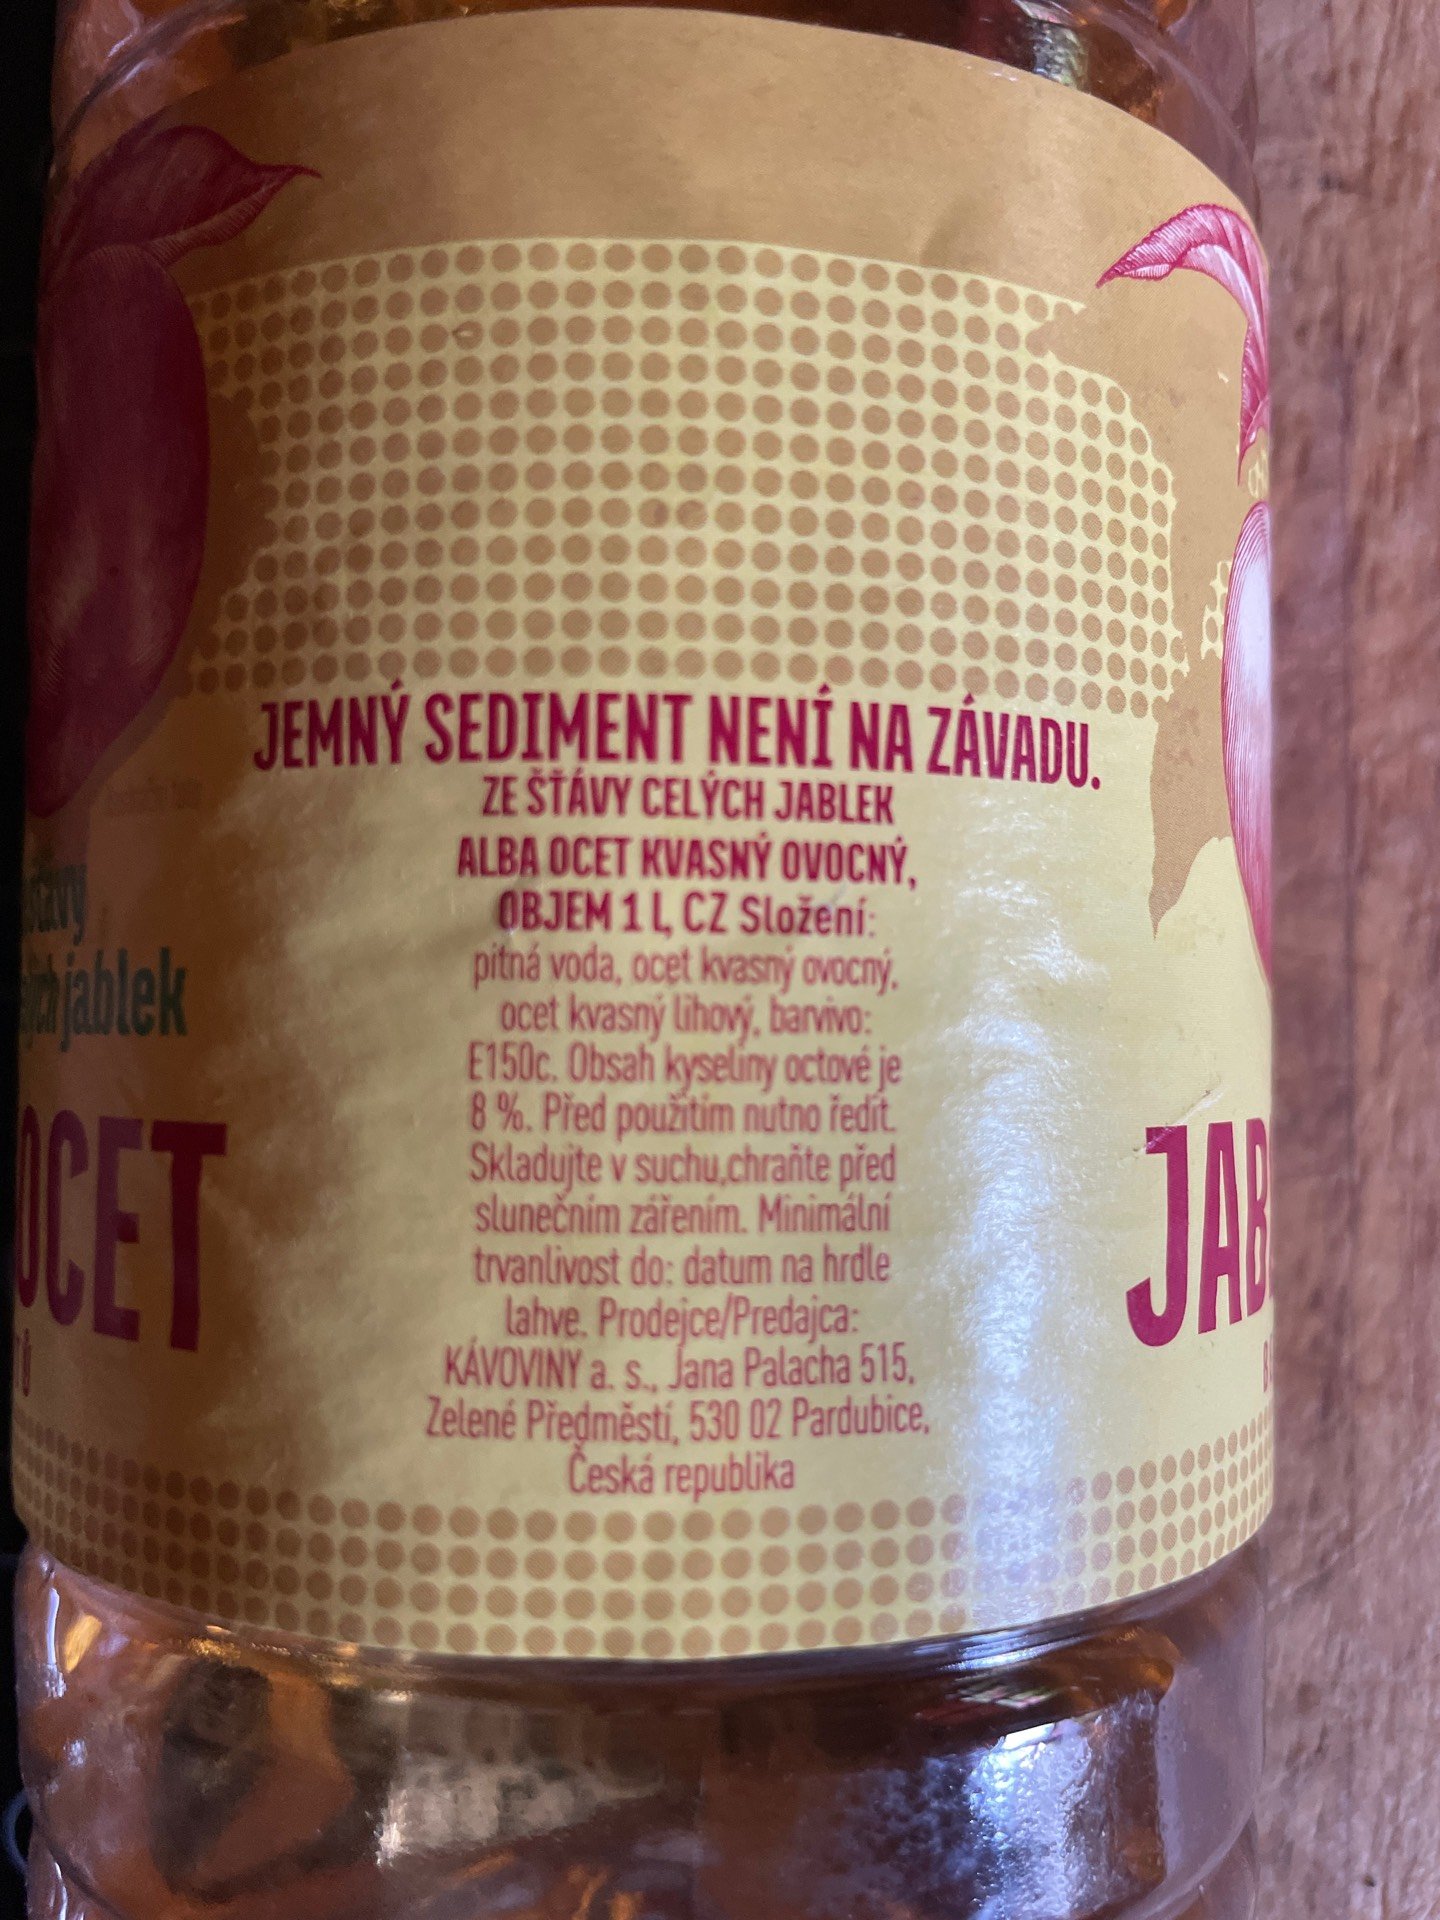 JEMNÝ SEDIMENT NENÍ NA ZÁVADU.
ZE ŠŤÁVY CELÝCH JABLEK
ALBA OCET KVASNÝ OVOCNÝ,
OBJEM 1 l, CZ Složení:
pitná voda, ocet kvasný ovocný,
ocet kvasný lihový, barvivo:
E150c. Obsah kyseliny octové je
8 %. Před použitím nutno ředit.
Skladujte v suchu,chraňte před
slunečním zářením. Minimální
trvanlivost do: datum na hrdle
lahve. Prodejce/Predajca:
KÁVOVINY a. s., Jana Palacha 515,
Zelené Předměstí, 530 02 Pardubice,
Česká republika
jablek
OCET
JAB